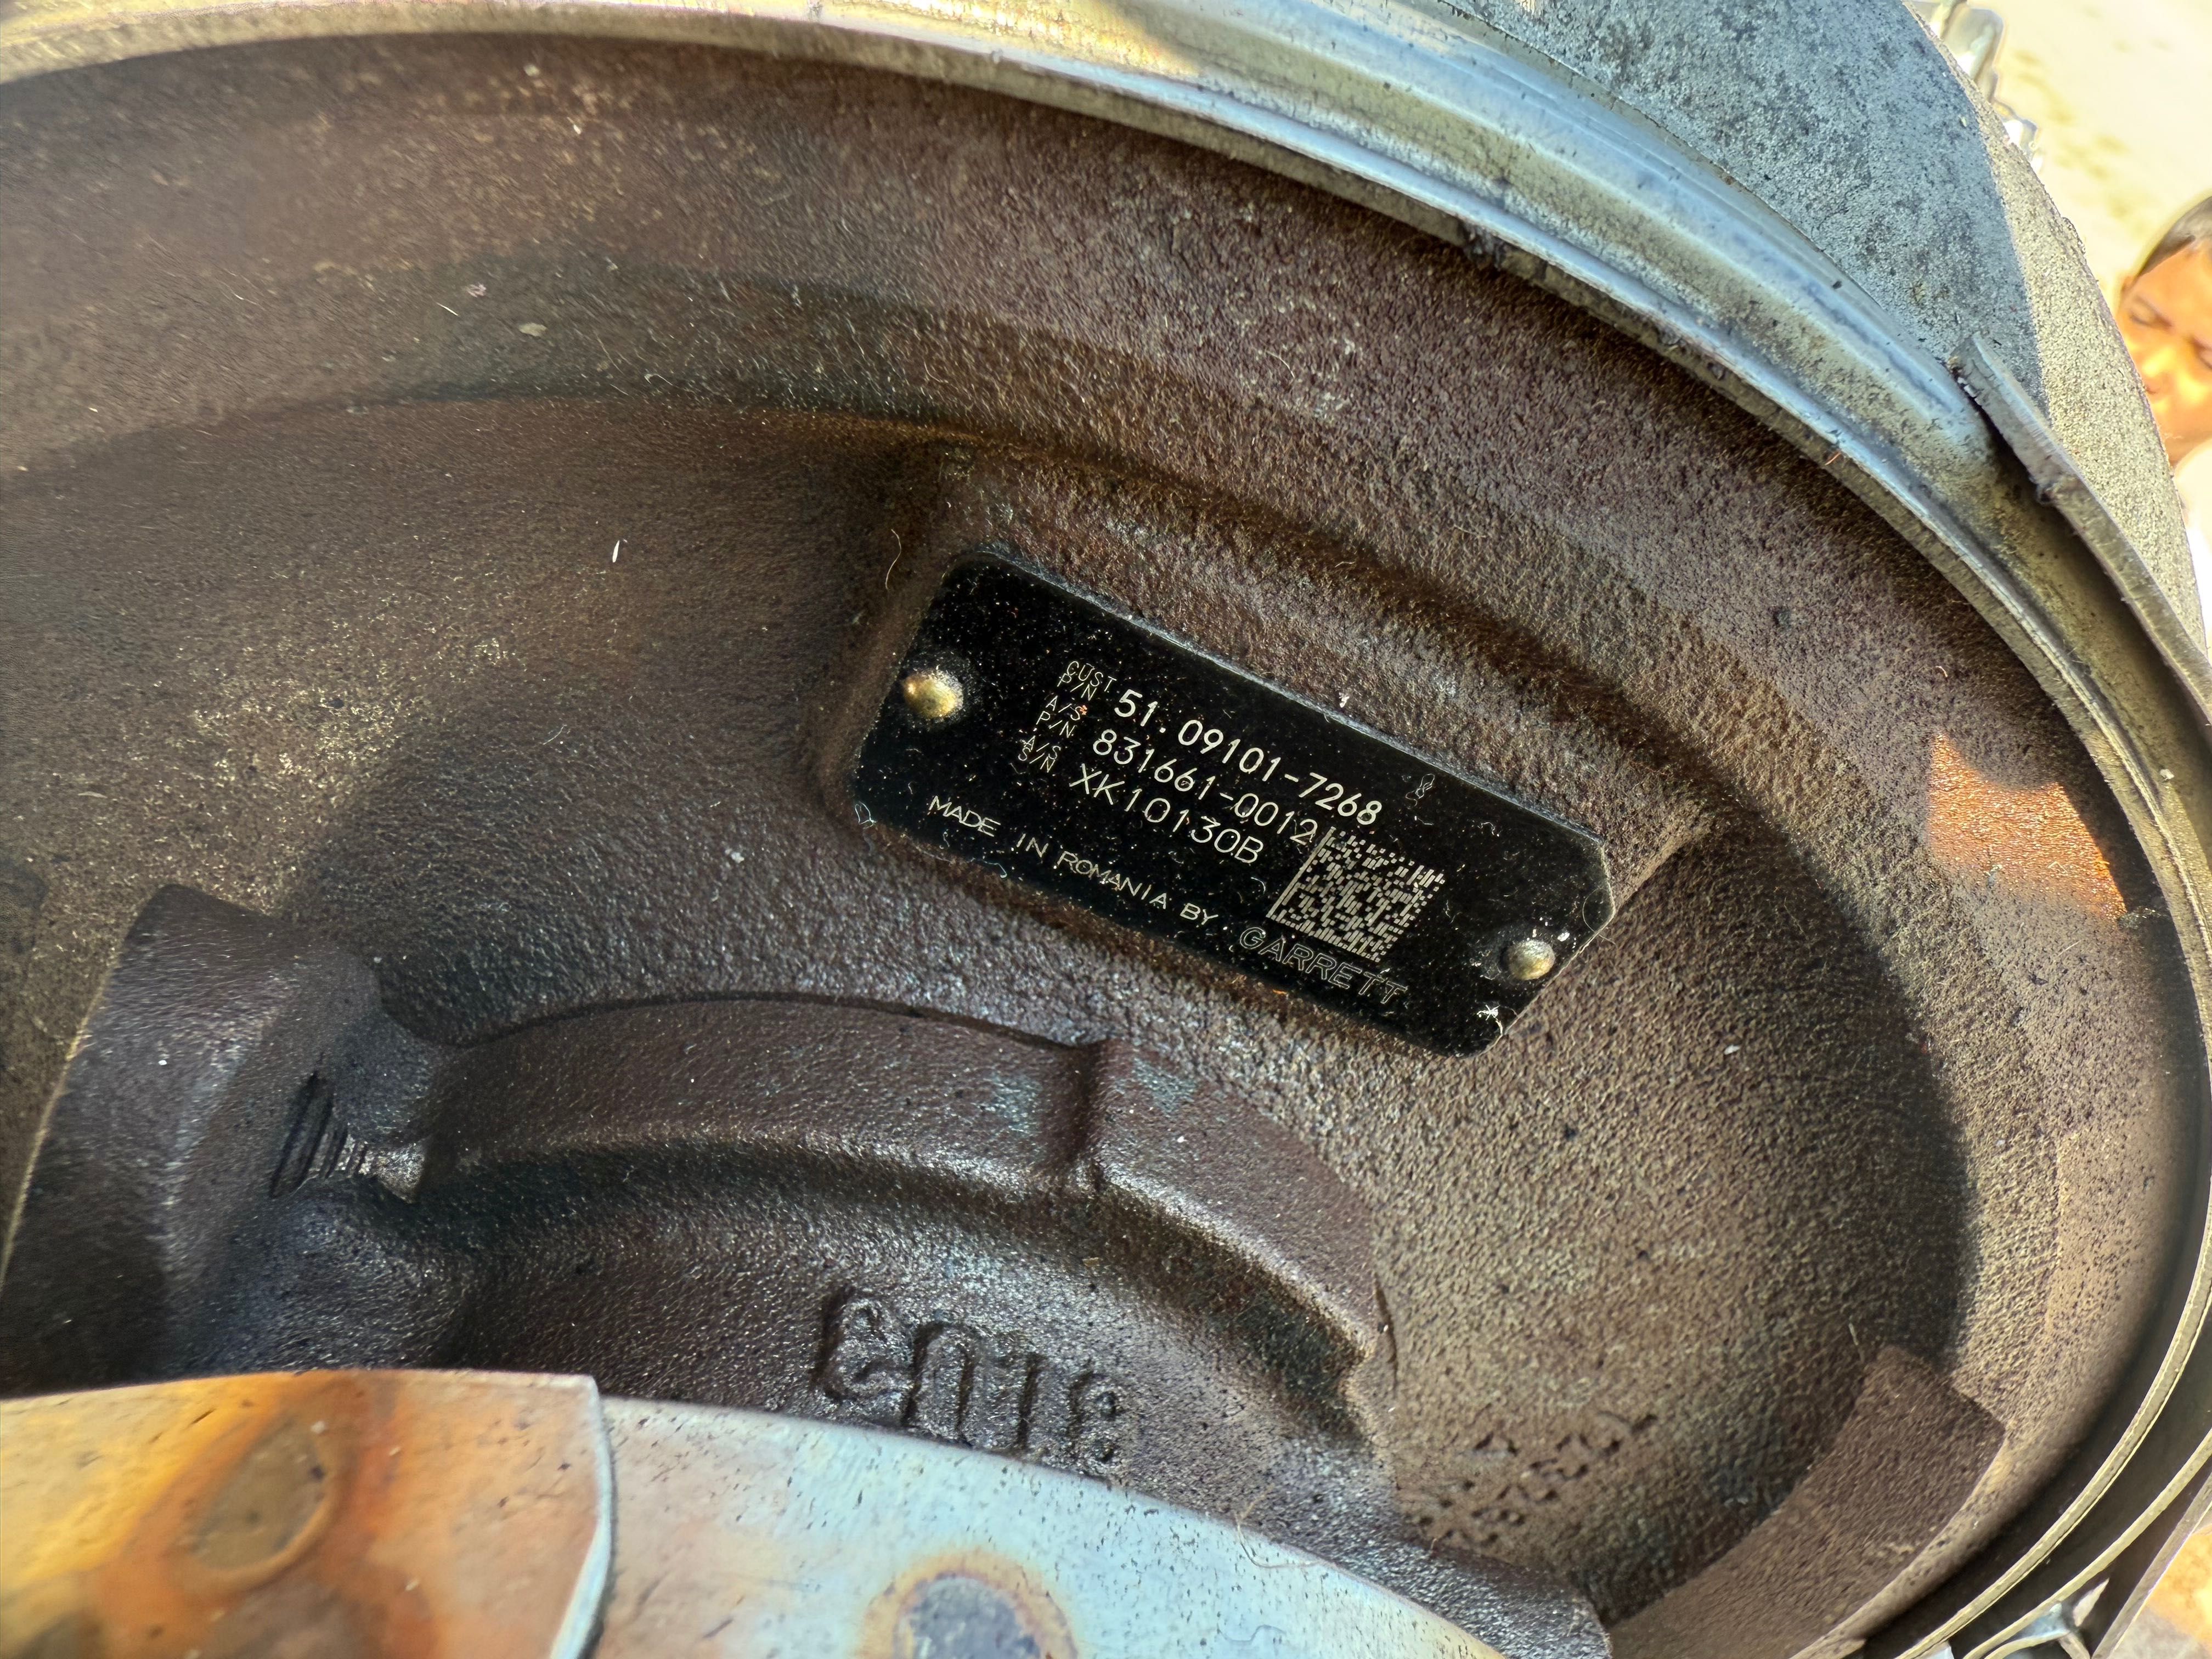 CUST P/N 51.09101-7268
A/S P/N 831661-0012
A/S S/N XK10130B
MADE IN ROMANIA BY GARRETT